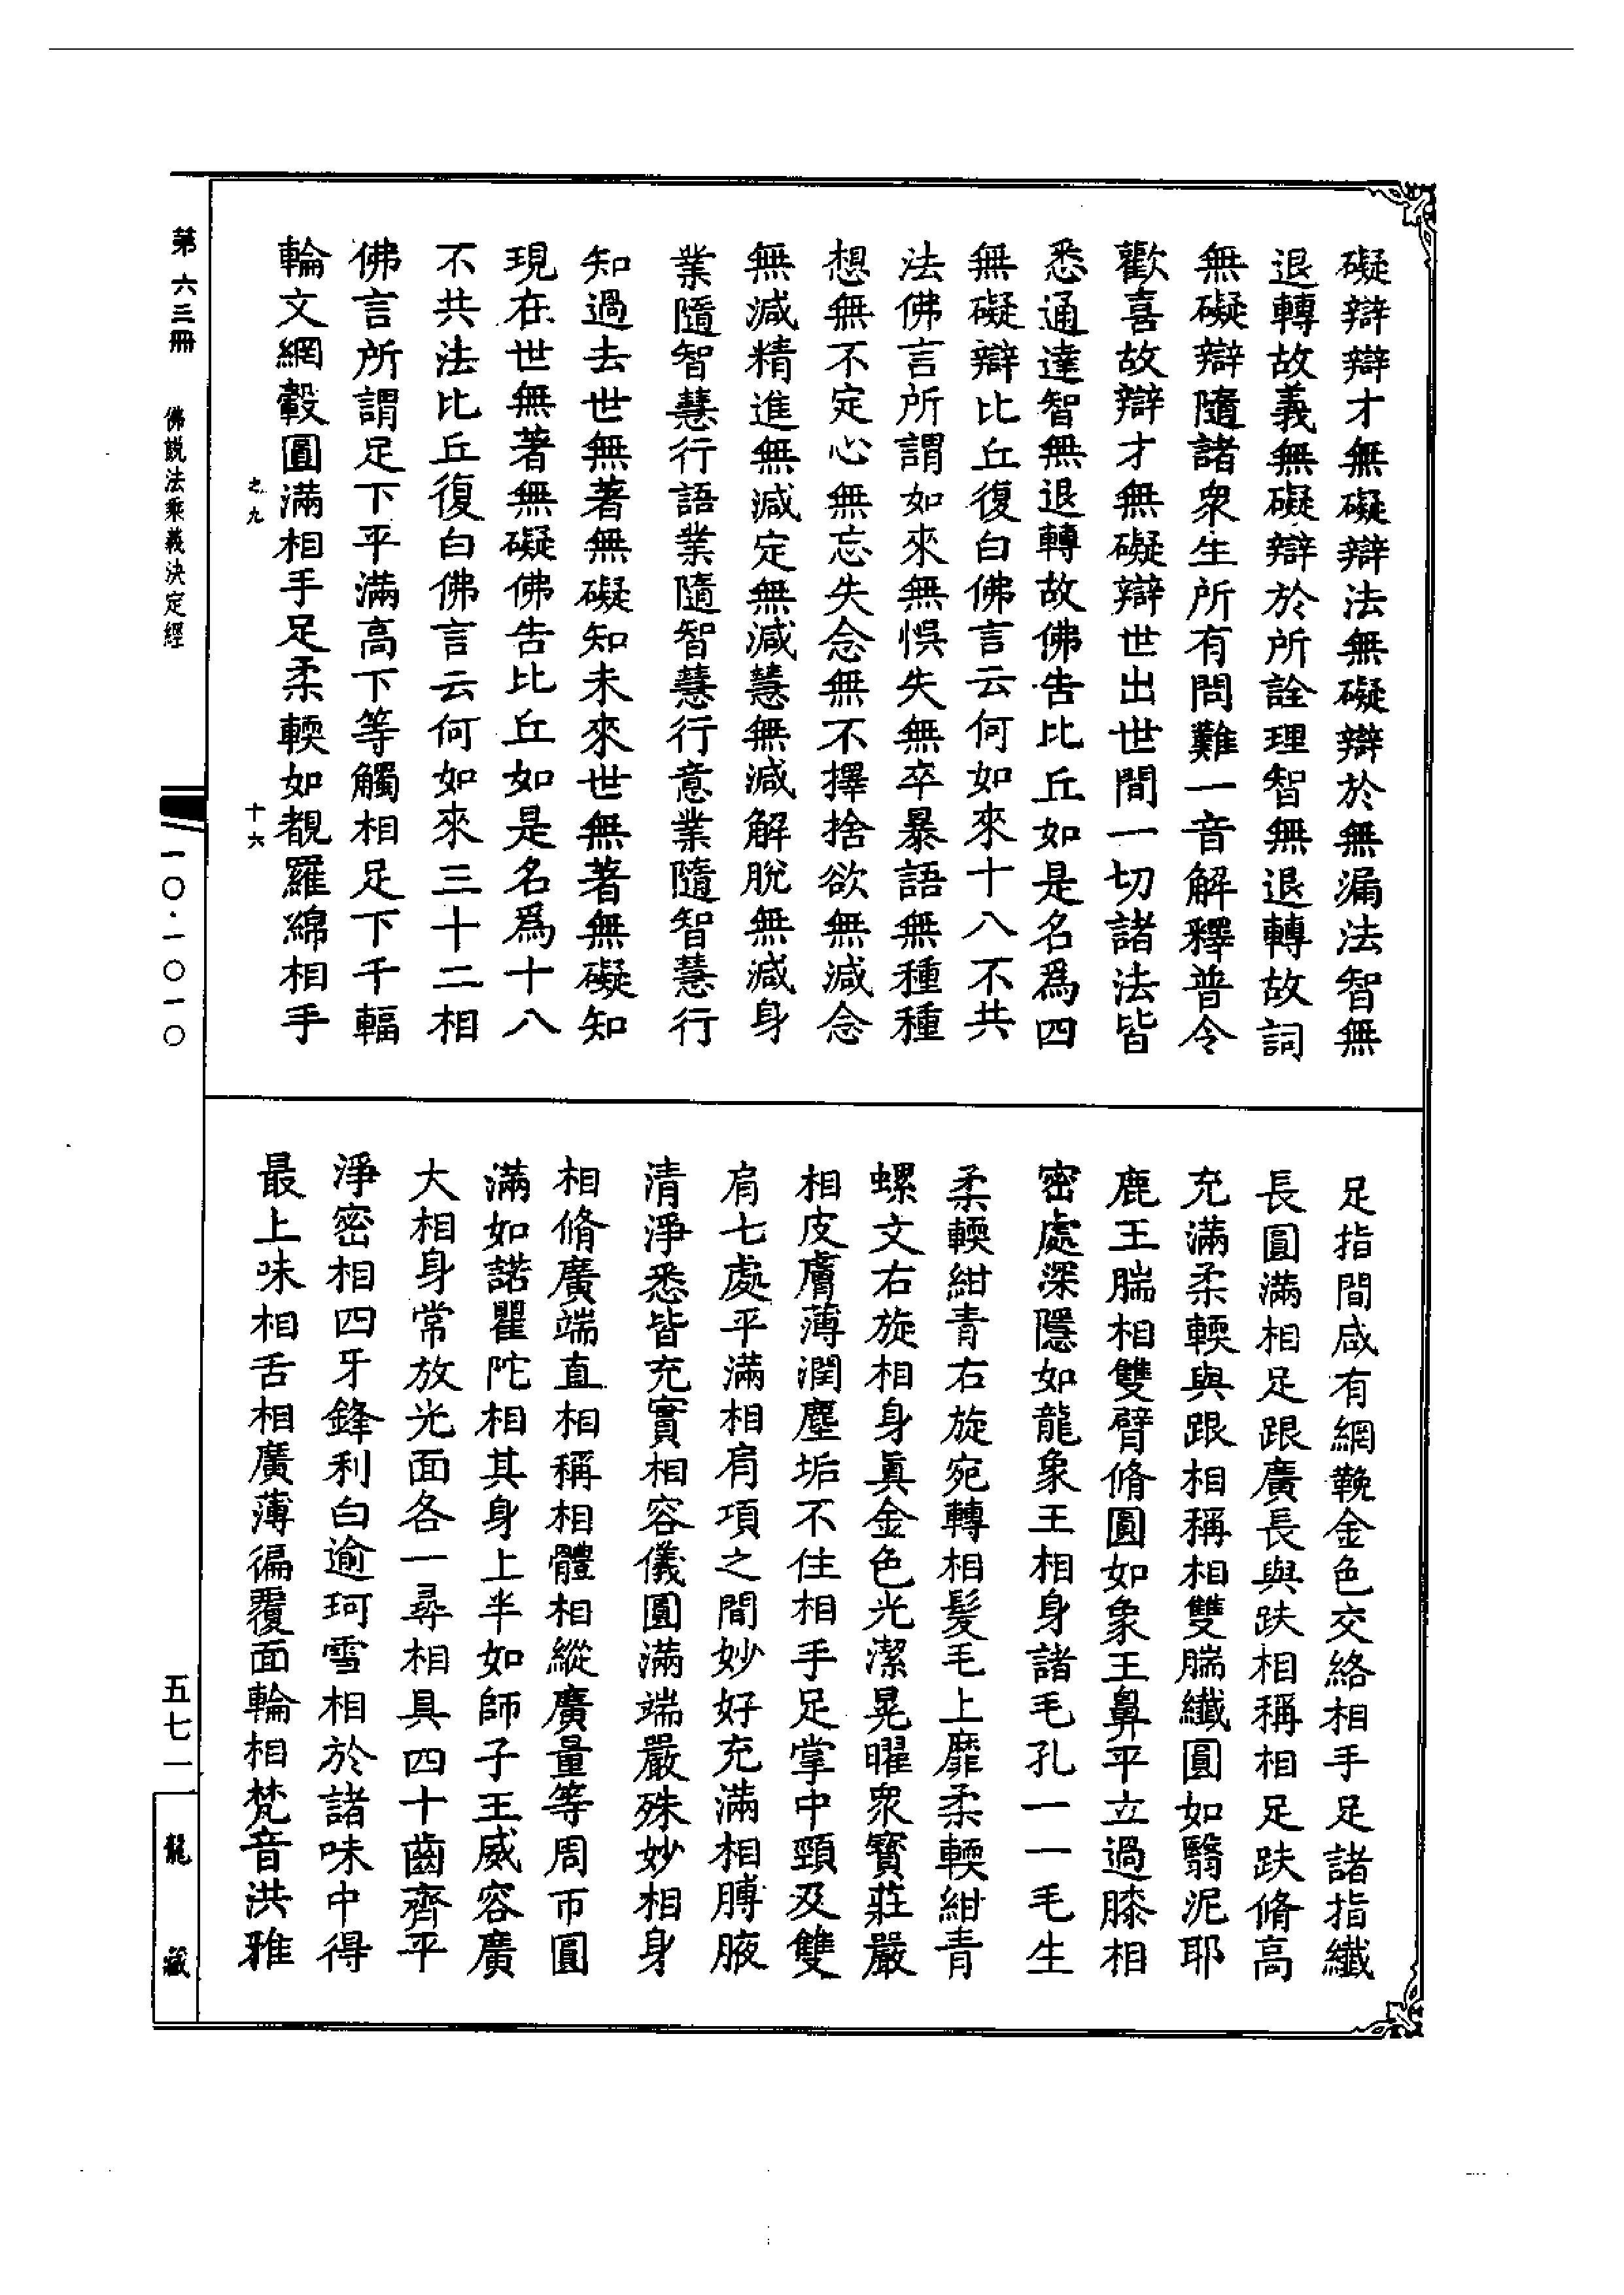 礙辯辯才無礙辯法無礙辯於無漏法智無
退轉故義無礙辯於所詮理智無退轉故詞
無礙辯隨諸衆生所有問難一音解釋普令
歡喜故辯才無礙辯世出世間一切諸法皆
悉通達智無退轉故佛告比丘如是名爲四
無礙辯比丘復白佛言云何如來十八不共
法佛言所謂如來無悞失無卒暴語無種種
想無不定心無忘失念無不擇捨欲無減念
無減精進無減定無減慧無減解脫無減身
業隨智慧行語業隨智慧行意業隨智慧行
知過去世無著無礙知未來世無著無礙知
現在世無著無礙佛告比丘如是名爲十八
不共法比丘復白佛言云何如來三十二相
佛言所謂足下平滿高下等觸相足下千輻
輪文網轂圓滿相手足柔輭如覩羅綿相手
之九
十六
足指間咸有網鞔金色交絡相手足諸指纖
長圓滿相足跟廣長與趺相稱相足趺脩高
充滿柔輭與跟相稱相雙腨纖圓如翳泥耶
鹿王腨相雙臂脩圓如象王鼻平立過膝相
密處深隱如龍象王相身諸毛孔一一毛生
柔輭紺青右旋宛轉相髮毛上靡柔輭紺青
螺文右旋相身眞金色光潔晃曜衆寶莊嚴
相皮膚薄潤塵垢不住相手足掌中頸及雙
肩七處平滿相肩項之間妙好充滿相膊腋
清淨悉皆充實相容儀圓滿端嚴殊妙相身
相脩廣端直相稱相體相縱廣量等周帀圓
滿如諾瞿陀相其身上半如師子王威容廣
大相身常放光面各一尋相具四十齒齊平
淨密相四牙鋒利白逾珂雪相於諸味中得
最上味相舌相廣薄徧覆面輪相梵音洪雅
第六三冊
佛說法乘義決定經
一〇·一〇一〇
五七一
龍藏